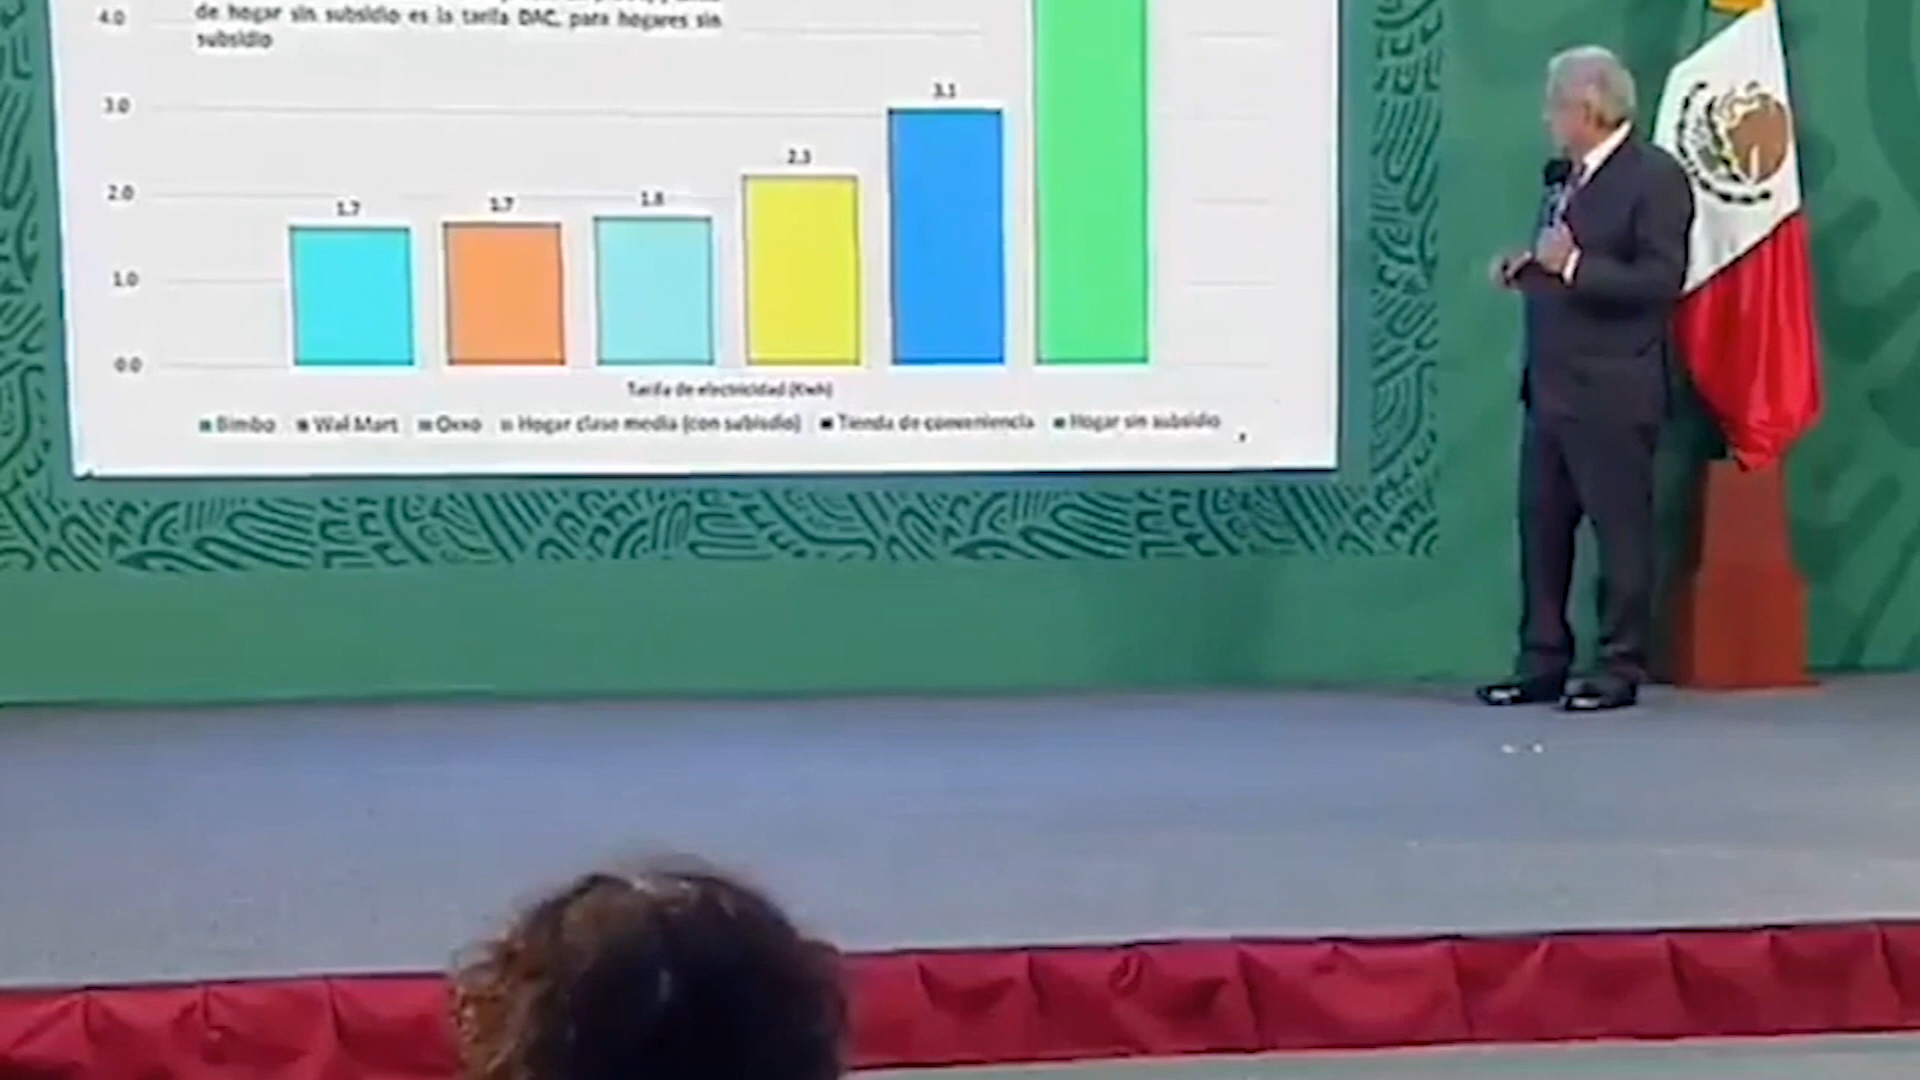 de hogar sin subsidio es la tarifa DAC, para hogares sin
subsidio
4.0
3.0
2.0
1.0
0.0
1.7
1.7
1.8
2.3
3.1
Tarifa de electricidad (Kwh)
Bimbo Wal Mart Oxxo Hogar clase media (con subsidio) Tienda de conveniencia Hogar sin subsidio